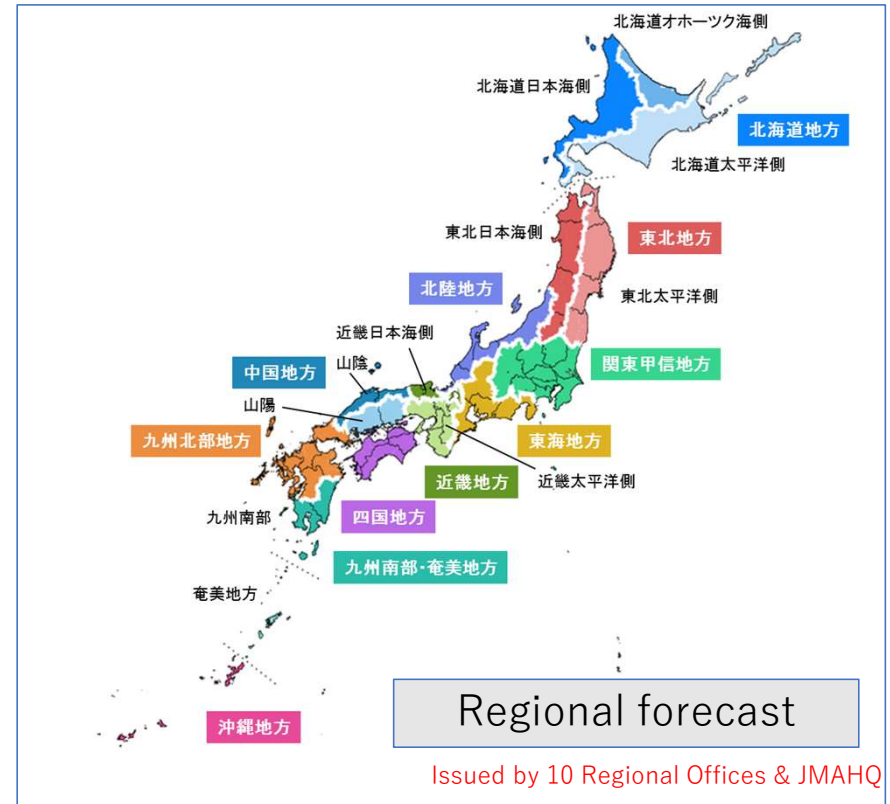 北海道オホーツク海側
北海道日本海側
北海道地方
北海道太平洋側
東北日本海側
東北地方
北陸地方
東北太平洋側
近畿日本海側
山陰
中国地方
関東甲信地方
山陽
九州北部地方
東海地方
近畿地方
近畿太平洋側
九州南部
四国地方
九州南部・奄美地方
奄美地方
沖縄地方
Regional forecast
Issued by 10 Regional Offices & JMAHQ